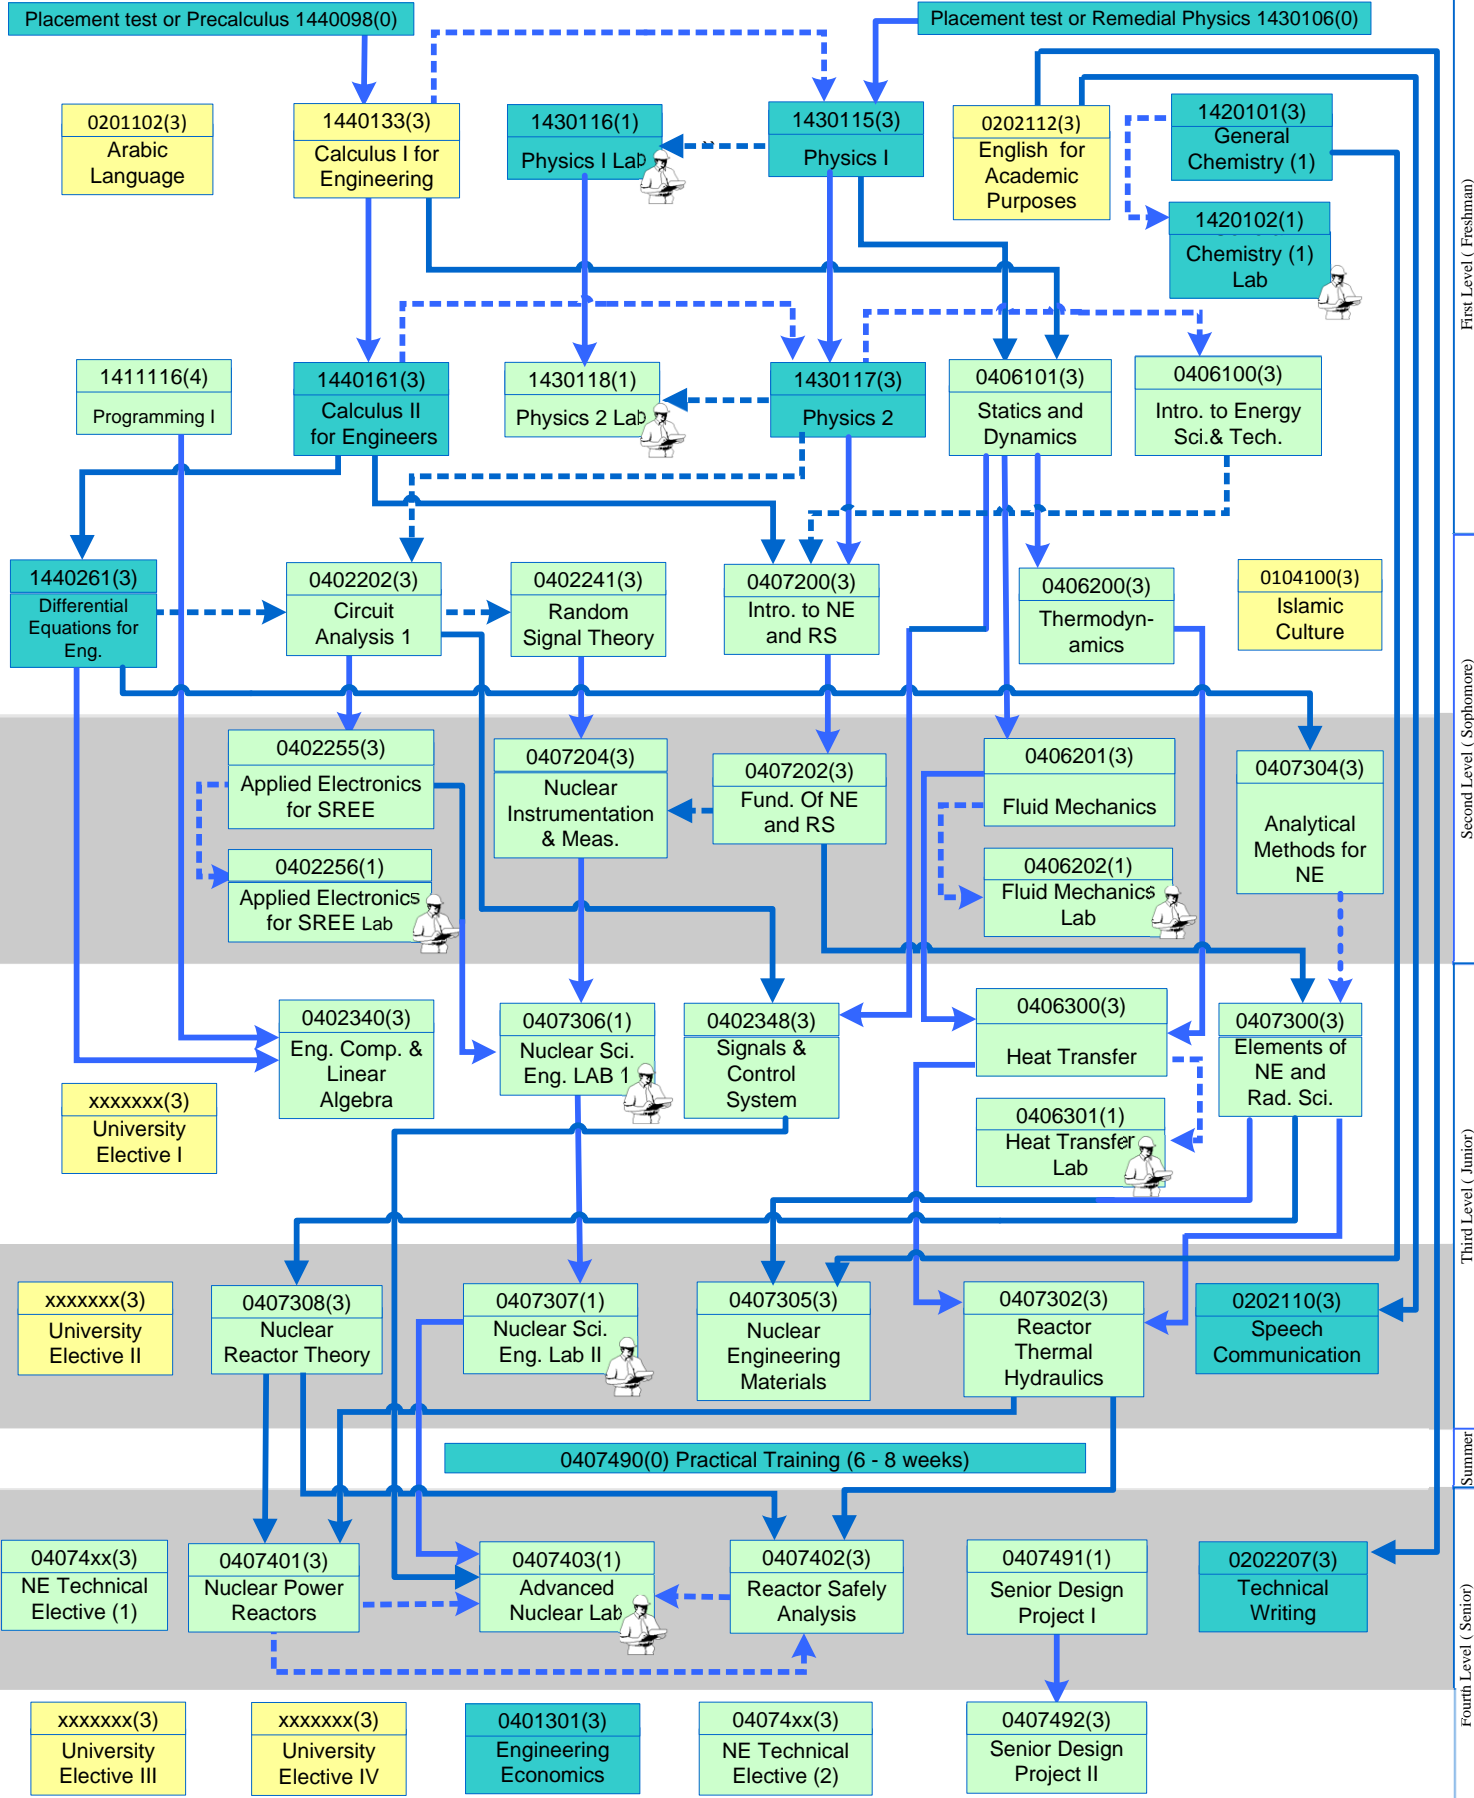 Placement test or Precalculus 1440098(0)
Placement test or Remedial Physics 1430106(0)
0201102(3)
Arabic
Language
1440133(3)
Calculus I for
Engineering
1430116(1)
Physics I Lab
1430115(3)
Physics I
0202112(3)
English for
Academic
Purposes
1420101(3)
General
Chemistry (1)
1420102(1)
Chemistry (1)
Lab
First Level ( Freshman)
1411116(4)
Programming I
1440161(3)
Calculus II
for Engineers
1430118(1)
Physics 2 Lab
1430117(3)
Physics 2
0406101(3)
Statics and
Dynamics
0406100(3)
Intro. to Energy
Sci.& Tech.
1440261(3)
Differential
Equations for
Eng.
0402202(3)
Circuit
Analysis 1
0402241(3)
Random
Signal Theory
0407200(3)
Intro. to NE
and RS
0406200(3)
Thermodyn-
amics
0104100(3)
Islamic
Culture
Second Level ( Sophomore)
0402255(3)
Applied Electronics
for SREE
0407204(3)
Nuclear
Instrumentation
& Meas.
0407202(3)
Fund. Of NE
and RS
0406201(3)
Fluid Mechanics
0407304(3)
Analytical
Methods for
NE
0402256(1)
Applied Electronics
for SREE Lab
0406202(1)
Fluid Mechanics
Lab
0402340(3)
Eng. Comp. &
Linear
Algebra
0407306(1)
Nuclear Sci.
Eng. LAB 1
0402348(3)
Signals &
Control
System
0406300(3)
Heat Transfer
0407300(3)
Elements of
NE and
Rad. Sci.
xxxxxxx(3)
University
Elective I
0406301(1)
Heat Transfer
Lab
Third Level ( Junior)
xxxxxxx(3)
University
Elective II
0407308(3)
Nuclear
Reactor Theory
0407307(1)
Nuclear Sci.
Eng. Lab II
0407305(3)
Nuclear
Engineering
Materials
0407302(3)
Reactor
Thermal
Hydraulics
0202110(3)
Speech
Communication
0407490(0) Practical Training (6 - 8 weeks)
Summer
04074xx(3)
NE Technical
Elective (1)
0407401(3)
Nuclear Power
Reactors
0407403(1)
Advanced
Nuclear Lab
0407402(3)
Reactor Safely
Analysis
0407491(1)
Senior Design
Project I
0202207(3)
Technical
Writing
Fourth Level ( Senior)
xxxxxxx(3)
University
Elective III
xxxxxxx(3)
University
Elective IV
0401301(3)
Engineering
Economics
04074xx(3)
NE Technical
Elective (2)
0407492(3)
Senior Design
Project II